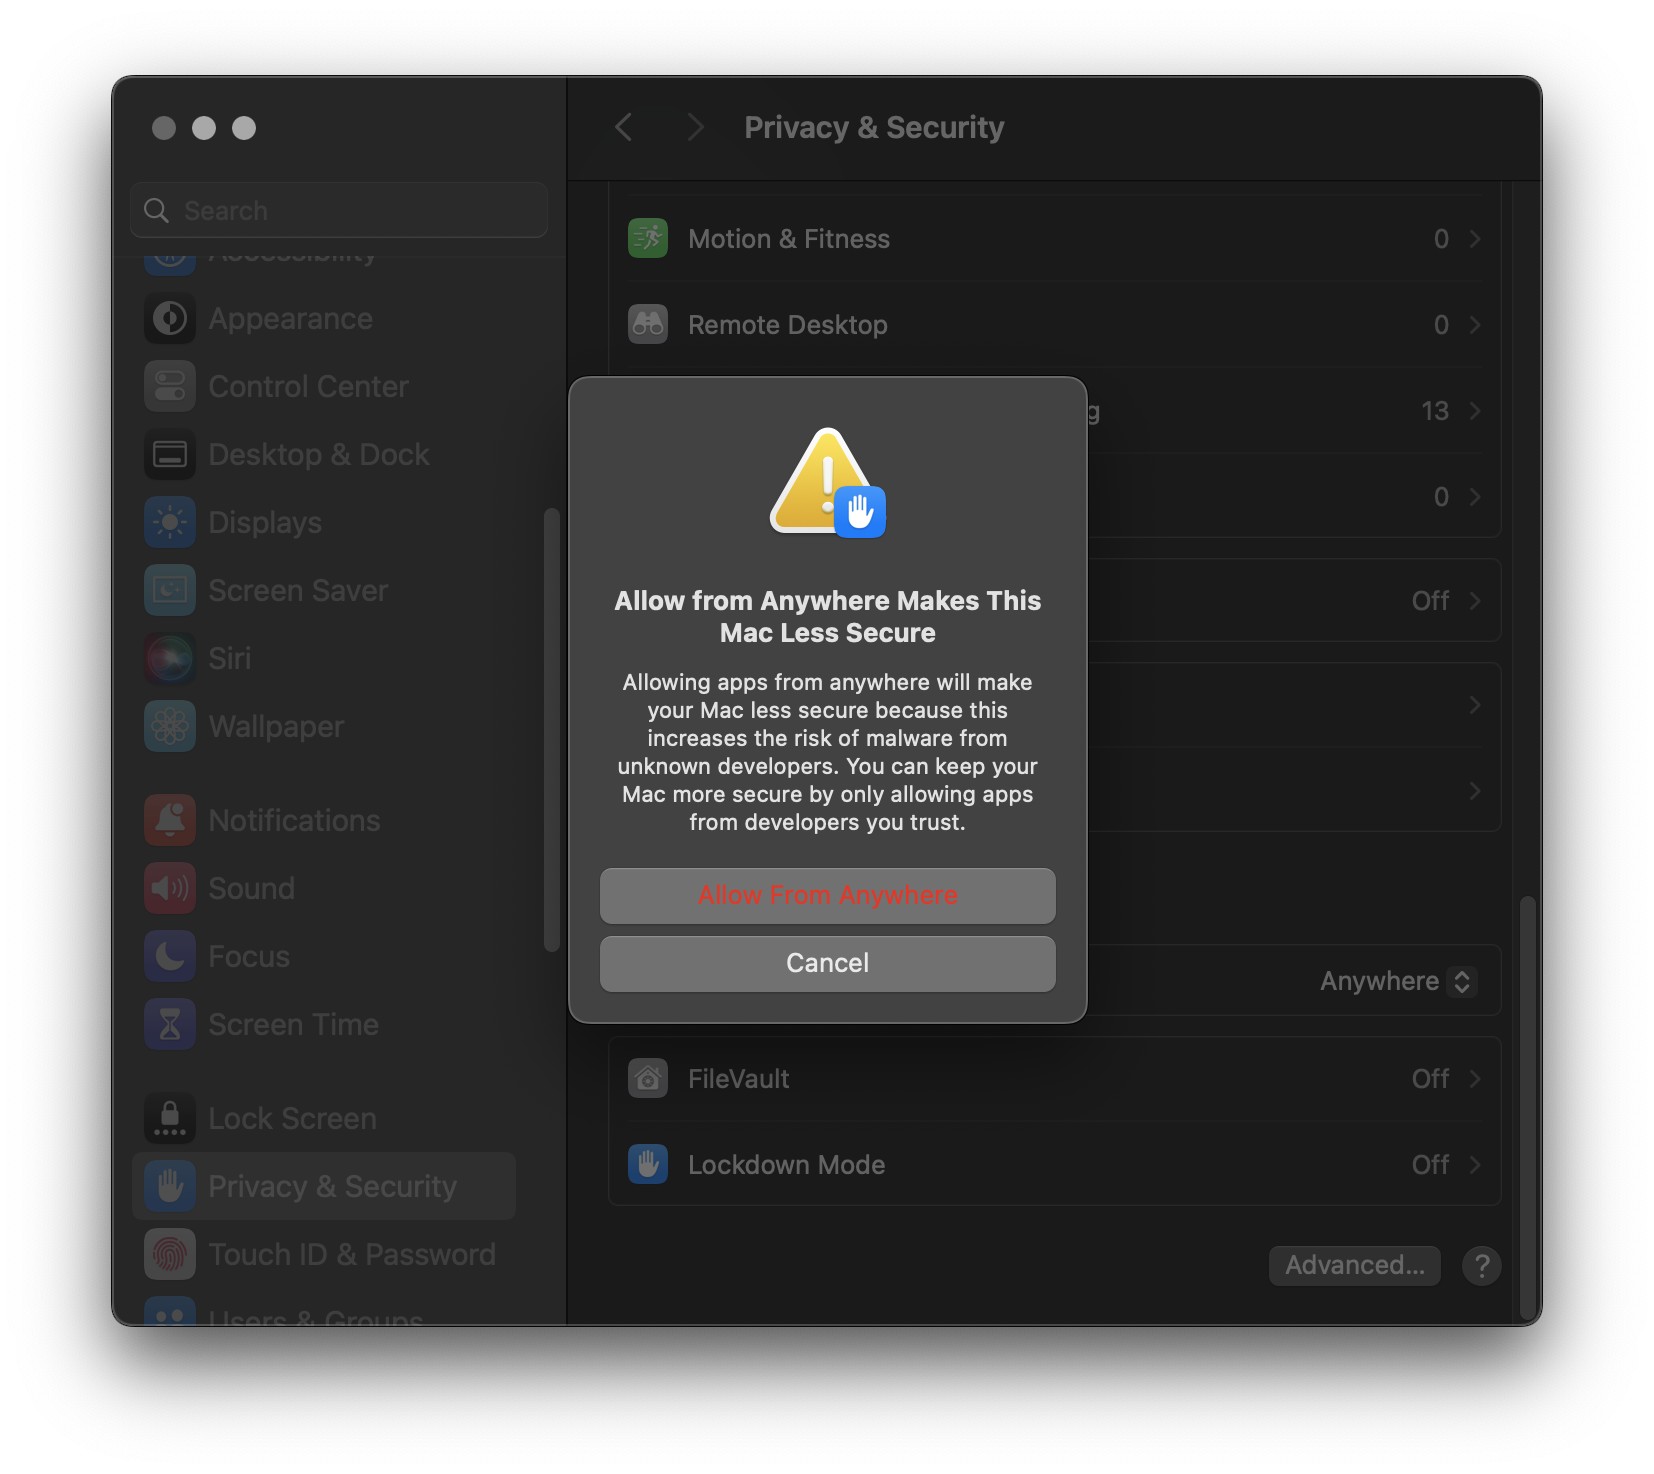 Privacy & Security
Search
Accessibility
Appearance
Control Center
Desktop & Dock
Displays
Screen Saver
Siri
Wallpaper
Notifications
Sound
Focus
Screen Time
Lock Screen
Privacy & Security
Touch ID & Password
Users & Groups
Motion & Fitness 0
Remote Desktop 0
g 13
0
Off
Allow from Anywhere Makes This
Mac Less Secure
Allowing apps from anywhere will make
your Mac less secure because this
increases the risk of malware from
unknown developers. You can keep your
Mac more secure by only allowing apps
from developers you trust.
Allow From Anywhere
Cancel
Anywhere
FileVault Off
Lockdown Mode Off
Advanced...
?